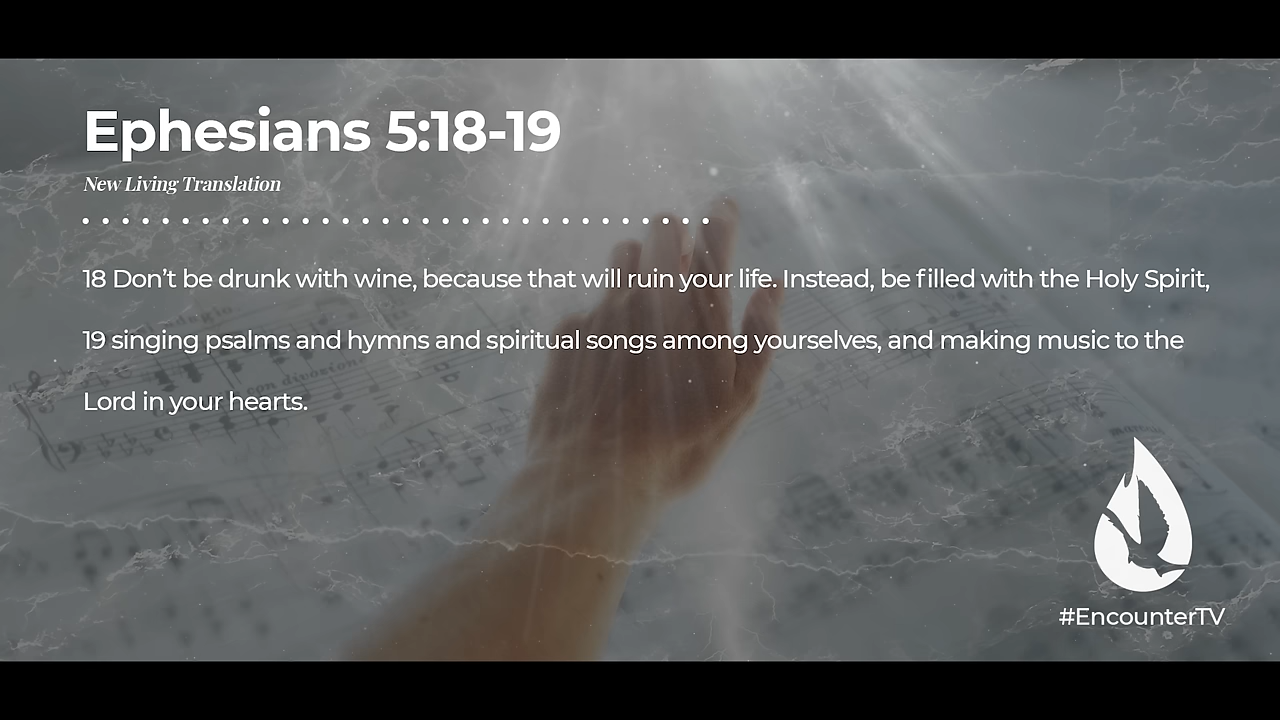 Ephesians 5:18-19
New Living Translation
18 Don’t be drunk with wine, because that will ruin your life. Instead, be filled with the Holy Spirit,
19 singing psalms and hymns and spiritual songs among yourselves, and making music to the
Lord in your hearts.
con divozione
#EncounterTV